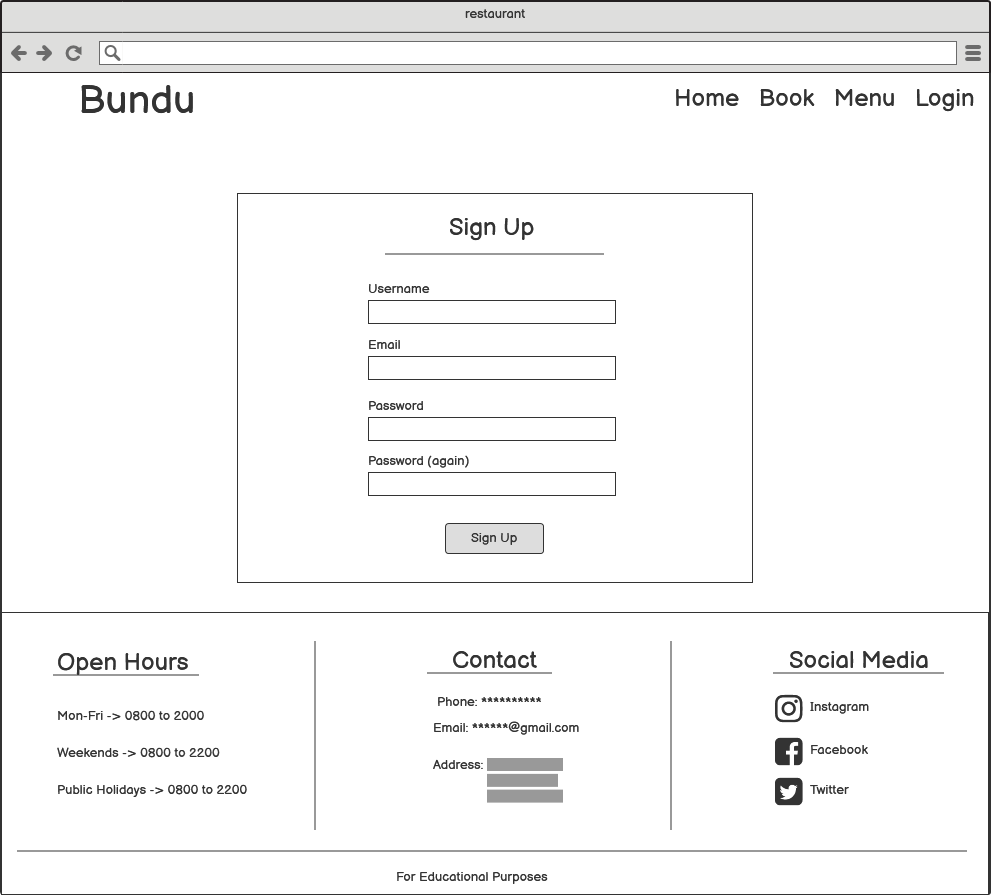 restaurant
Bundu
Home Book Menu Login
Sign Up
Username
Email
Password
Password (again)
Sign Up
Open Hours
Mon-Fri -> 0800 to 2000
Weekends -> 0800 to 2200
Public Holidays -> 0800 to 2200
Contact
Phone: **********
Email: ******@gmail.com
Address:
Social Media
Instagram
Facebook
Twitter
For Educational Purposes